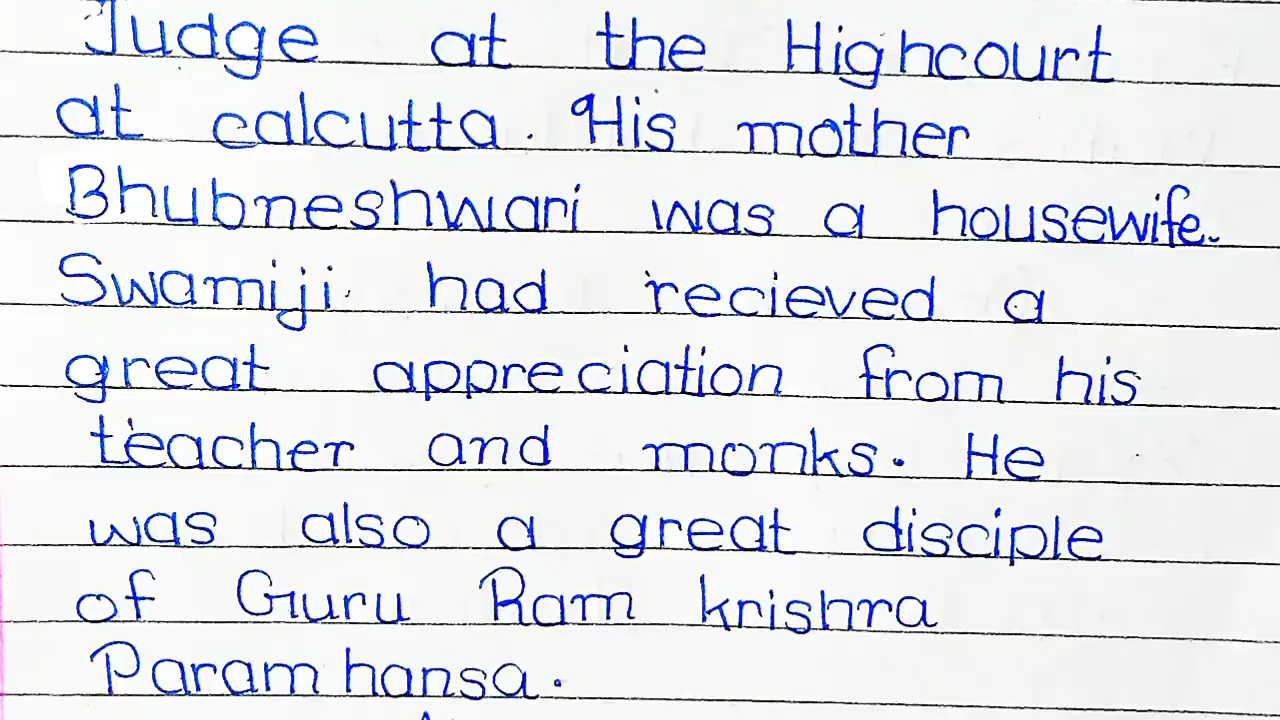 Judge at the Highcourt
at calcutta. His mother
Bhubneshwari was a housewife.
Swamiji had recieved a
great appreciation from his
teacher and monks. He
was also a great disciple
of Guru Ram krishra
Param hansa.